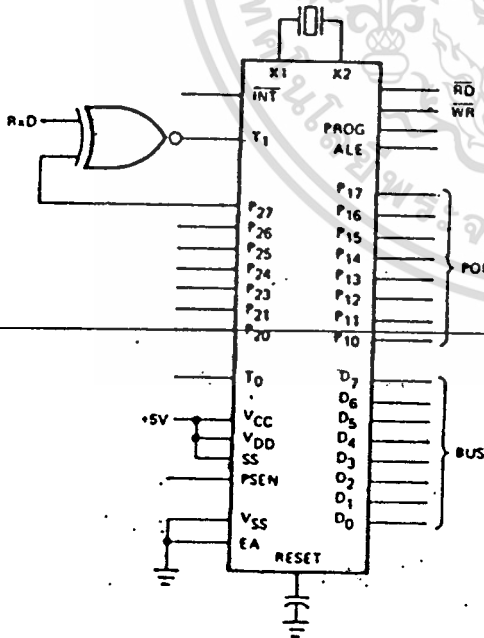 X1 X2
INT
RD
WR
RxD
T1
PROG
ALE
P27
P26
P25
P24
P23
P21
P20
P17
P16
P15
P14
P13
P12
P11
P10
T0
+5V
VCC
VDD
SS
PSEN
VSS
EA
D7
D6
D5
D4
D3
D2
D1
D0
BUS
RESET